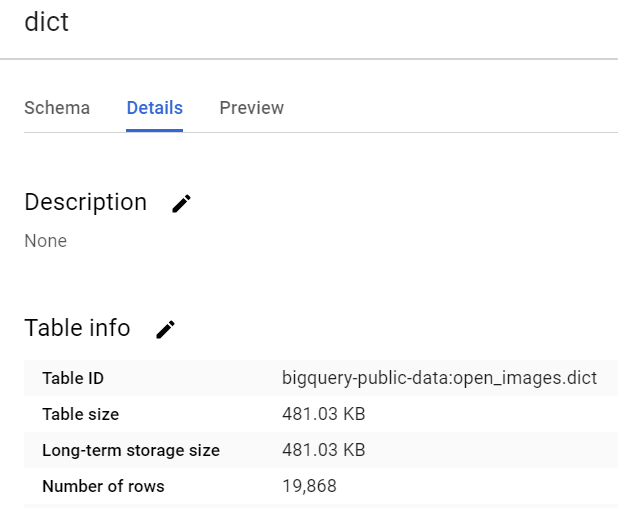 dict
Schema Details Preview
Description
None
Table info
Table ID bigquery-public-data:open_images.dict
Table size 481.03 KB
Long-term storage size 481.03 KB
Number of rows 19,868